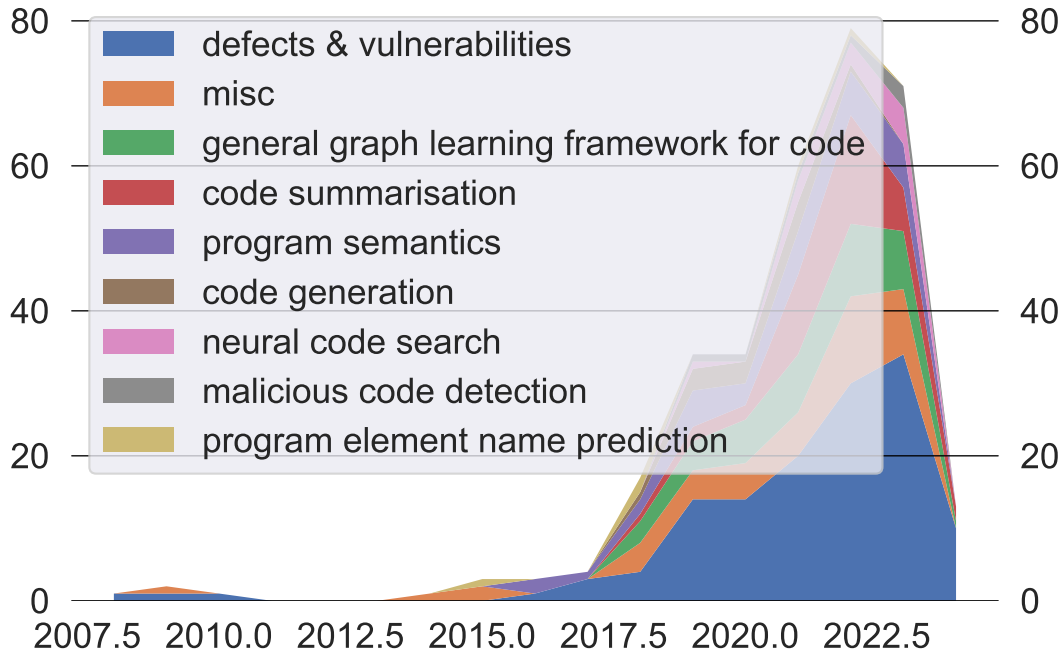 80
80
defects & vulnerabilities
misc
general graph learning framework for code
60
60
code summarisation
program semantics
code generation
40
40
neural code search
malicious code detection
program element name prediction
20
20
0
0
2007.5 2010.0 2012.5 2015.0 2017.5 2020.0 2022.5